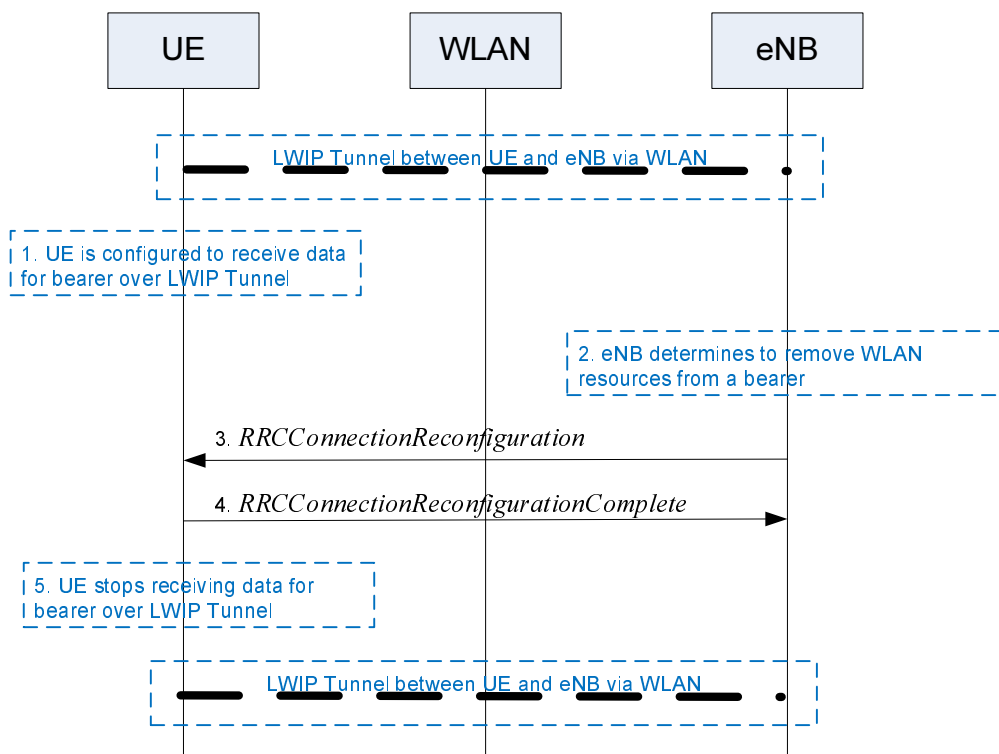 UE
WLAN
eNB
LWIP Tunnel between UE and eNB via WLAN
1. UE is configured to receive data
for bearer over LWIP Tunnel
2. eNB determines to remove WLAN
resources from a bearer
3. RRCConnectionReconfiguration
4. RRCConnectionReconfigurationComplete
5. UE stops receiving data for
bearer over LWIP Tunnel
LWIP Tunnel between UE and eNB via WLAN